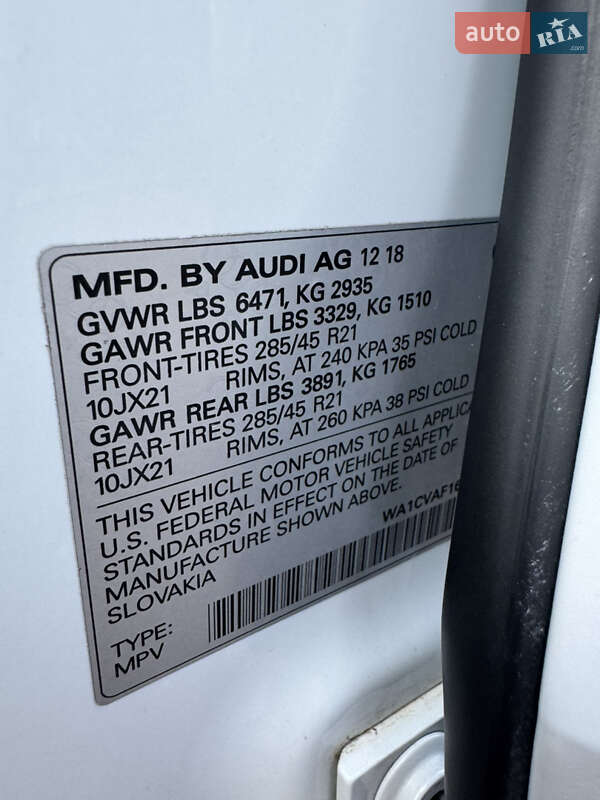 auto RIA.com
MFD. BY AUDI AG 12 18
GVWR LBS 6471, KG 2935
GAWR FRONT LBS 3329, KG 1510
FRONT-TIRES 285/45 R21
10JX21 RIMS, AT 240 KPA 35 PSI COLD
GAWR REAR LBS 3891, KG 1765
REAR-TIRES 285/45 R21
10JX21 RIMS, AT 260 KPA 38 PSI COLD
THIS VEHICLE CONFORMS TO ALL APPLICA
U.S. FEDERAL MOTOR VEHICLE SAFETY
STANDARDS IN EFFECT ON THE DATE OF
MANUFACTURE SHOWN ABOVE.
SLOVAKIA WA1CVAF16
TYPE:
MPV